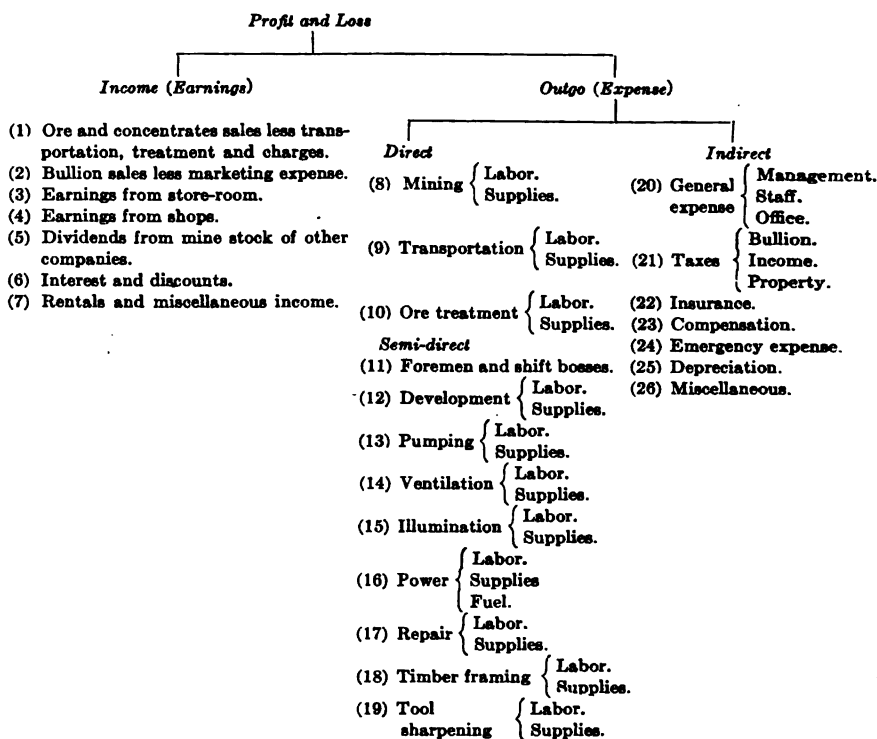 Profit and Loss
Income (Earnings)
(1) Ore and concentrates sales less trans-
portation, treatment and charges.
(2) Bullion sales less marketing expense.
(3) Earnings from store-room.
(4) Earnings from shops.
(5) Dividends from mine stock of other
companies.
(6) Interest and discounts.
(7) Rentals and miscellaneous income.
Outgo (Expense)
Direct
(8) Mining { Labor.
Supplies.
(9) Transportation { Labor.
Supplies.
(10) Ore treatment { Labor.
Supplies.
Semi-direct
(11) Foremen and shift bosses.
(12) Development { Labor.
Supplies.
(13) Pumping { Labor.
Supplies.
(14) Ventilation { Labor.
Supplies.
(15) Illumination { Labor.
Supplies.
(16) Power { Labor.
Supplies
Fuel.
(17) Repair { Labor.
Supplies.
(18) Timber framing { Labor.
Supplies.
(19) Tool
sharpening { Labor.
Supplies.
Indirect
(20) General
expense { Management.
Staff.
Office.
(21) Taxes { Bullion.
Income.
Property.
(22) Insurance.
(23) Compensation.
(24) Emergency expense.
(25) Depreciation.
(26) Miscellaneous.